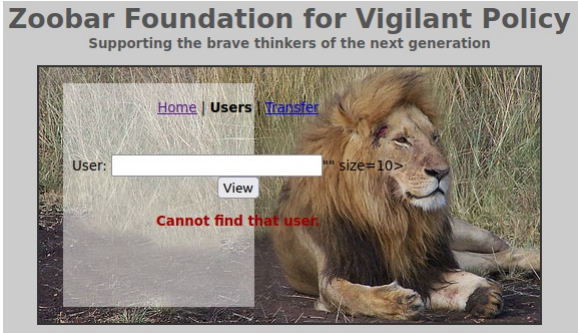 Zoobar Foundation for Vigilant Policy
Supporting the brave thinkers of the next generation
Home | Users | Transfer
User: "" size=10>
View
Cannot find that user.